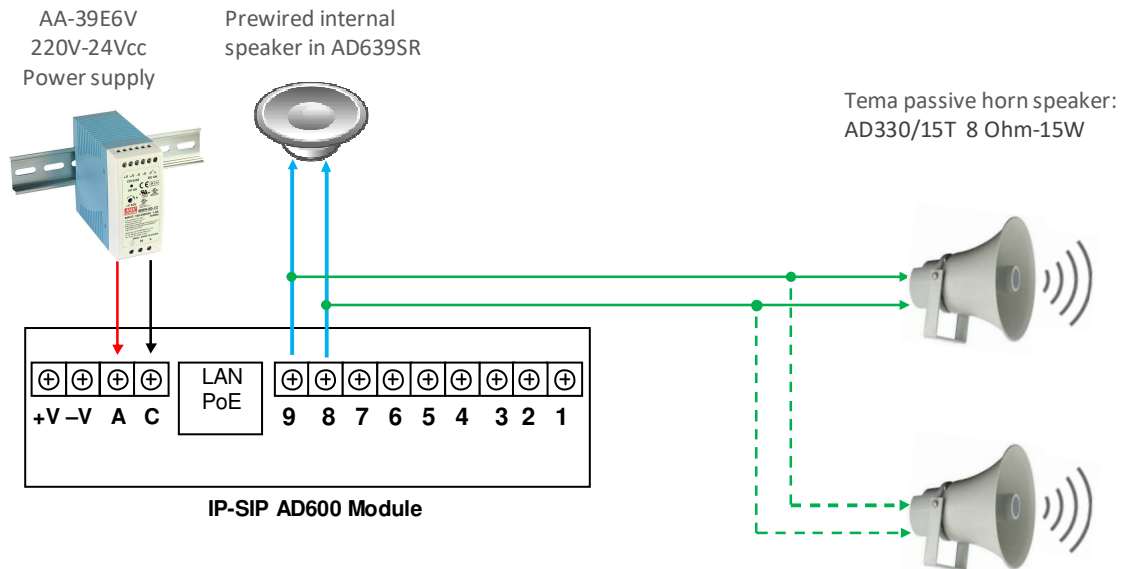 AA-39E6V
220V-24Vcc
Power supply
Prewired internal
speaker in AD639SR
Tema passive horn speaker:
AD330/15T 8 Ohm-15W
LAN
PoE
+V –V A C
9 8 7 6 5 4 3 2 1
IP-SIP AD600 Module